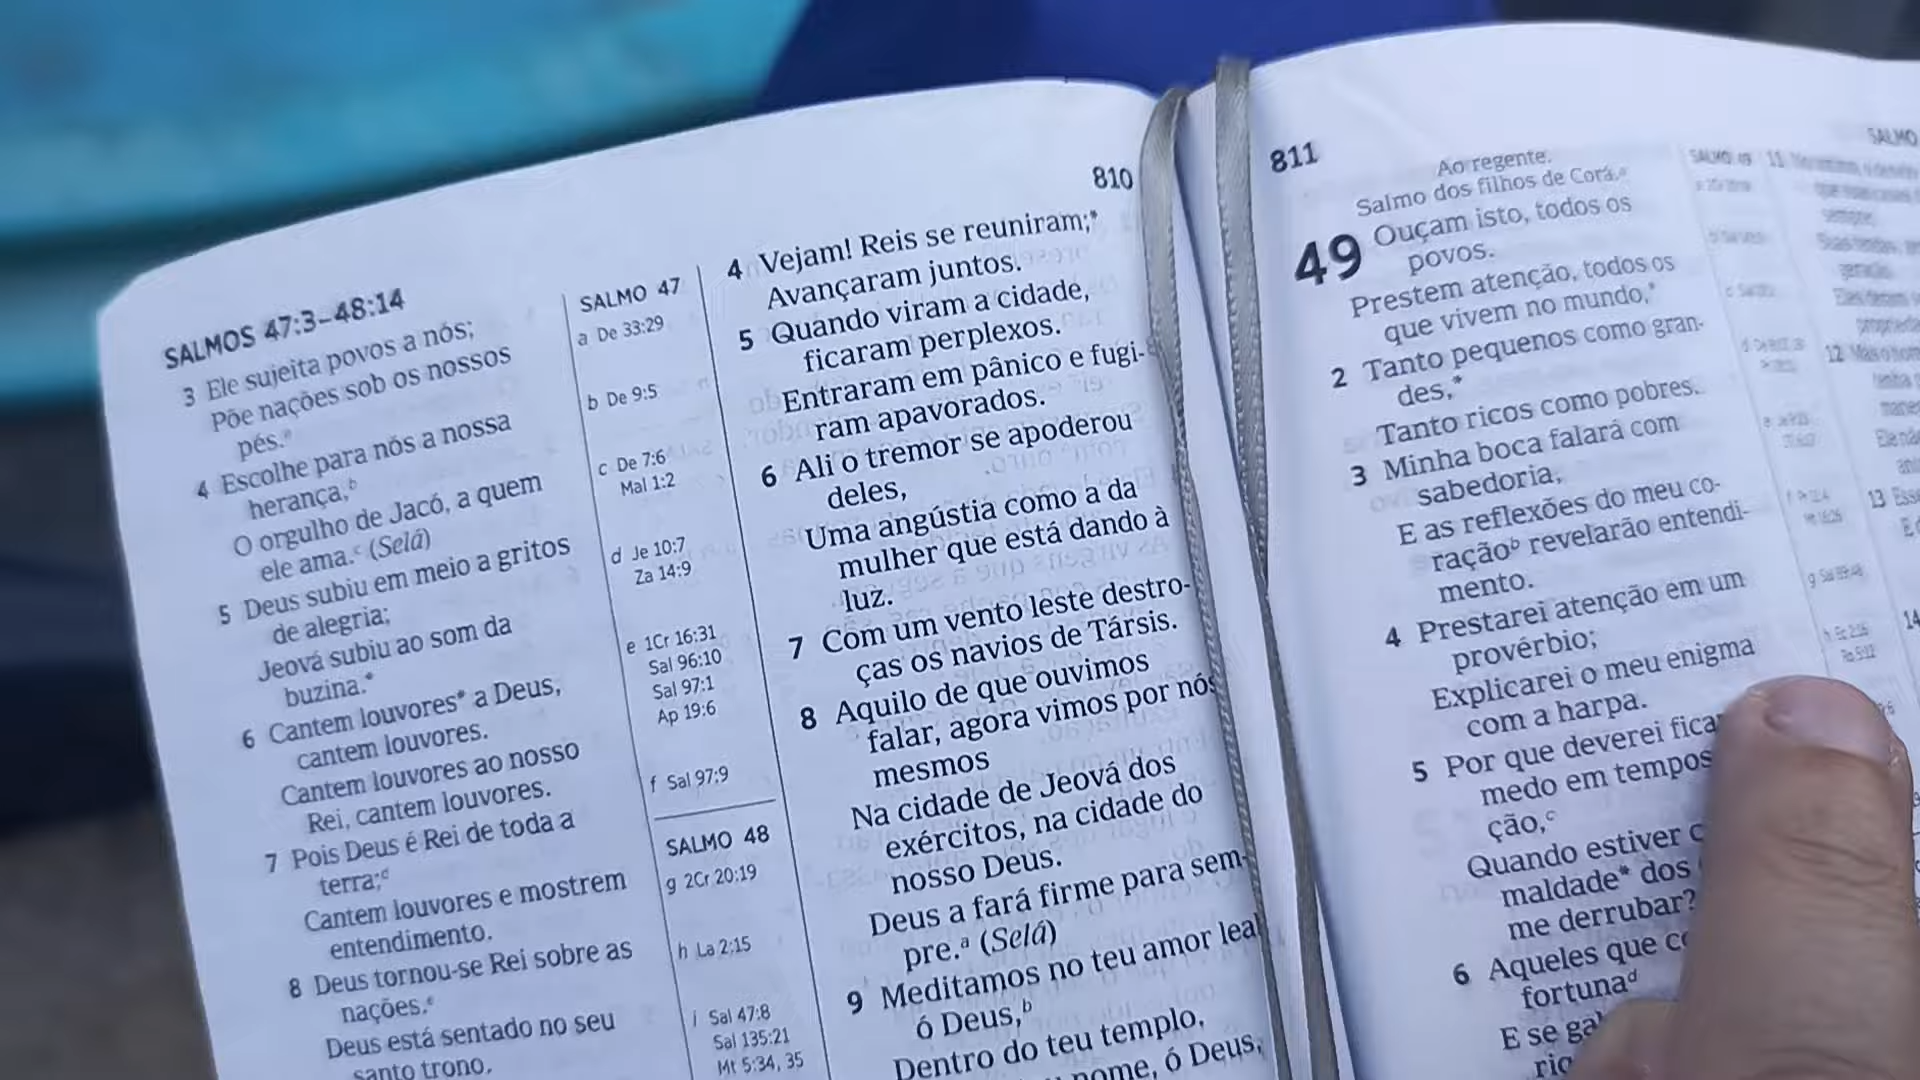 SALMOS 47:3-48:14
3 Ele sujeita povos a nós;
Põe nações sob os nossos
pés.ª
4 Escolhe para nós a nossa
herança,ᵇ
O orgulho de Jacó, a quem
ele ama.ᶜ (Selá)
5 Deus subiu em meio a gritos
de alegria;
Jeová subiu ao som da
buzina.*
6 Cantem louvores* a Deus,
cantem louvores.
Cantem louvores ao nosso
Rei, cantem louvores.
7 Pois Deus é Rei de toda a
terra;ᵈ
Cantem louvores e mostrem
entendimento.
8 Deus tornou-se Rei sobre as
nações.ᵉ
Deus está sentado no seu
santo trono.
SALMO 47
a De 33:29
b De 9:5
c De 7:6
Mal 1:2
d Je 10:7
Za 14:9
e 1Cr 16:31
Sal 96:10
Sal 97:1
Ap 19:6
f Sal 97:9
SALMO 48
g 2Cr 20:19
h La 2:15
i Sal 47:8
Sal 135:21
Mt 5:34, 35
810
4 Vejam! Reis se reuniram;*
Avançaram juntos.
5 Quando viram a cidade,
ficaram perplexos.
Entraram em pânico e fugi-
ram apavorados.
6 Ali o tremor se apoderou
deles,
Uma angústia como a da
mulher que está dando à
luz.
7 Com um vento leste destro-
ças os navios de Társis.
8 Aquilo de que ouvimos
falar, agora vimos por nós
mesmos
Na cidade de Jeová dos
exércitos, na cidade do
nosso Deus.
Deus a fará firme para sem-
pre.ª (Selá)
9 Meditamos no teu amor leal,
ó Deus,ᵇ
Dentro do teu templo.
nome, ó Deus,
811
Ao regente.
Salmo dos filhos de Corá.ª
49 Ouçam isto, todos os
povos.
Prestem atenção, todos os
que vivem no mundo,*
2 Tanto pequenos como gran-
des,*
Tanto ricos como pobres.
3 Minha boca falará com
sabedoria,
E as reflexões do meu co-
raçãoᵇ revelarão entendi-
mento.
4 Prestarei atenção em um
provérbio;
Explicarei o meu enigma
com a harpa.
5 Por que deverei fica
medo em tempos
ção,ᶜ
Quando estiver c
maldade* dos
me derrubar?
6 Aqueles que co
fortunaᵈ
E se ga
SALMO
SALMO 49
g Sal 89:48
11
12
13
14